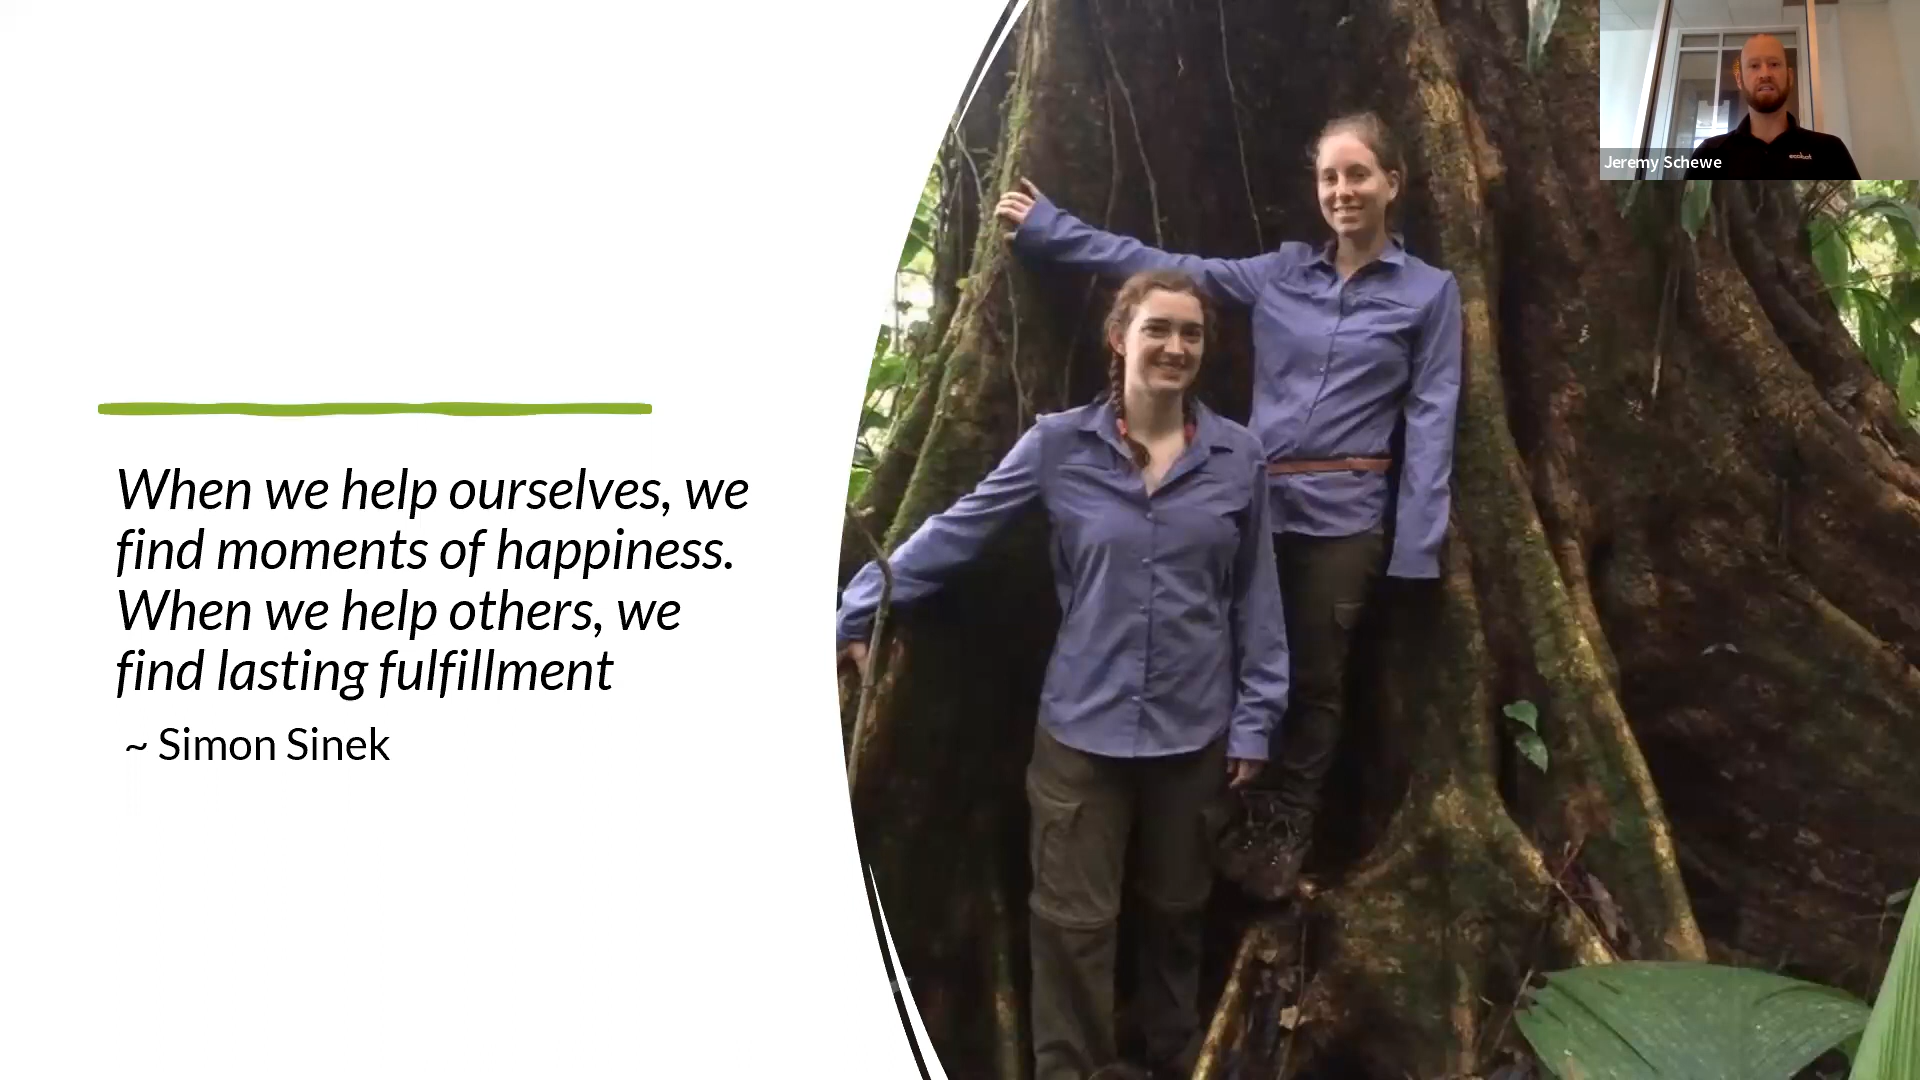 Jeremy Schewe
ecobot
When we help ourselves, we
find moments of happiness.
When we help others, we
find lasting fulfillment
~ Simon Sinek